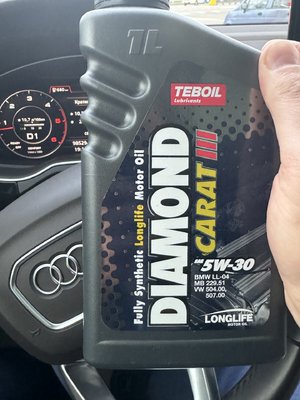 1L
TEBOIL
Lubricants
Fully Synthetic Longlife Motor Oil
DIAMOND
CARAT III
SAE 5W-30
BMW LL-04
MB 229.51
VW 504.00,
507.00
LONGLIFE
MOTOR OIL
D1